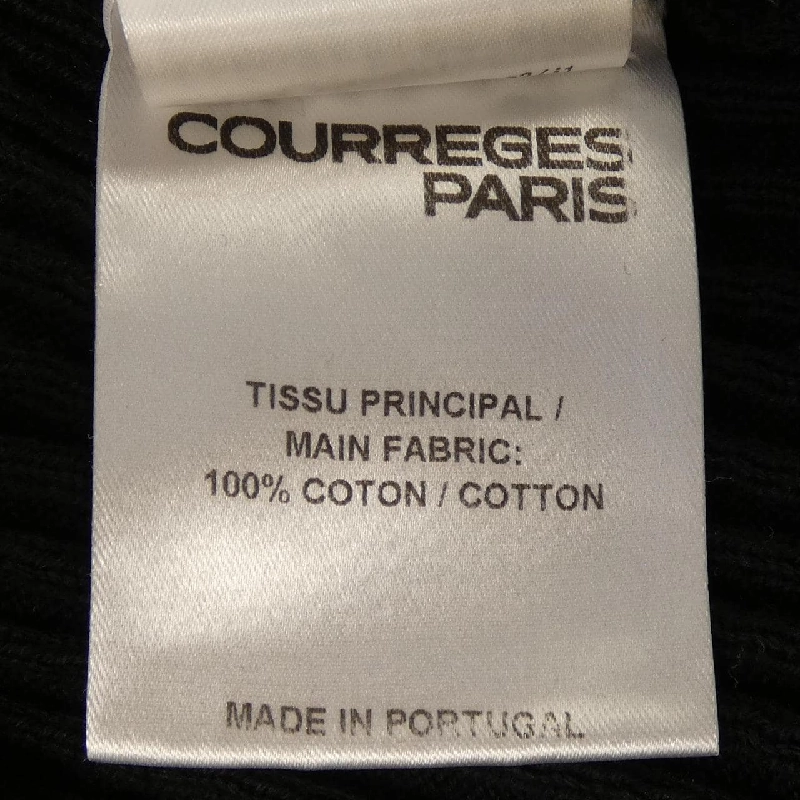 COURREGES
PARIS
TISSU PRINCIPAL /
MAIN FABRIC:
100% COTON / COTTON
MADE IN PORTUGAL